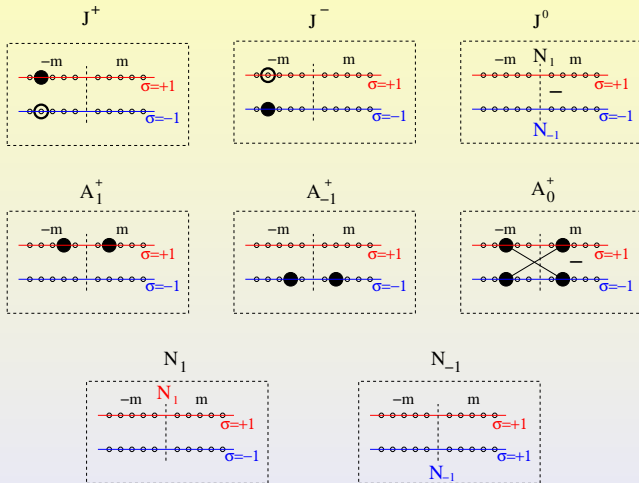 J⁺ J⁻ J⁰
−m m −m m −m N₁ m
σ=+1 σ=+1 σ=+1
−
σ=−1 σ=−1 N₋₁ σ=−1
A₁⁺ A₋₁⁺ A₀⁺
−m m −m m −m m
σ=+1 σ=+1 σ=+1
−
σ=−1 σ=−1 σ=−1
N₁ N₋₁
−m N₁ m −m m
σ=+1 σ=+1
σ=−1 N₋₁ σ=+1